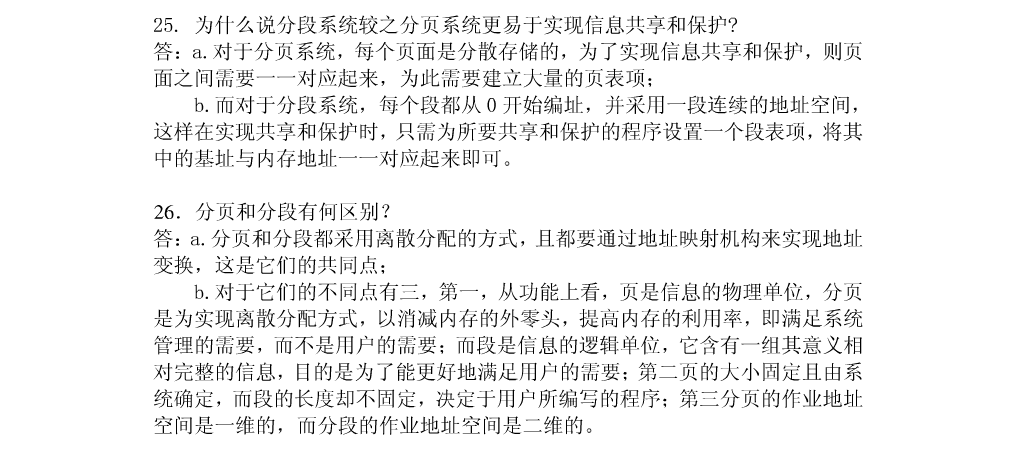 25. 为什么说分段系统较之分页系统更易于实现信息共享和保护?
答：a.对于分页系统，每个页面是分散存储的，为了实现信息共享和保护，则页
面之间需要一一对应起来，为此需要建立大量的页表项；
b.而对于分段系统，每个段都从 0 开始编址，并采用一段连续的地址空间，
这样在实现共享和保护时，只需为所要共享和保护的程序设置一个段表项，将其
中的基址与内存地址一一对应起来即可。
26．分页和分段有何区别？
答：a.分页和分段都采用离散分配的方式，且都要通过地址映射机构来实现地址
变换，这是它们的共同点；
b.对于它们的不同点有三，第一，从功能上看，页是信息的物理单位，分页
是为实现离散分配方式，以消减内存的外零头，提高内存的利用率，即满足系统
管理的需要，而不是用户的需要；而段是信息的逻辑单位，它含有一组其意义相
对完整的信息，目的是为了能更好地满足用户的需要；第二页的大小固定且由系
统确定，而段的长度却不固定，决定于用户所编写的程序；第三分页的作业地址
空间是一维的，而分段的作业地址空间是二维的。